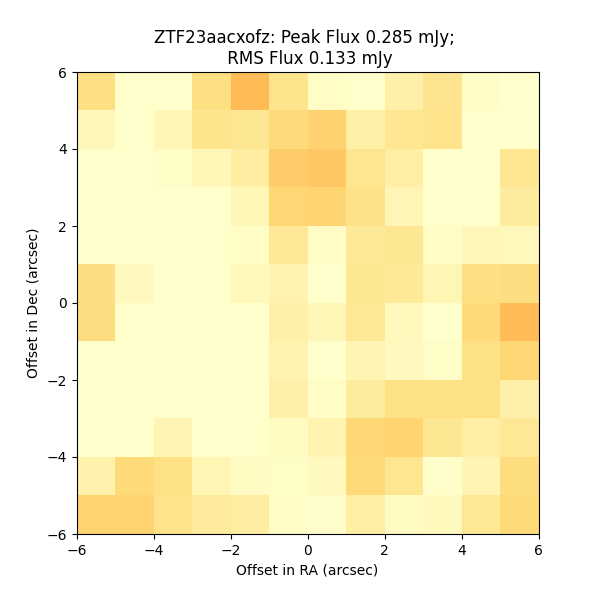 ZTF23aacxofz: Peak Flux 0.285 mJy;
RMS Flux 0.133 mJy
6
4
2
0
−2
−4
−6
Offset in Dec (arcsec)
−6 −4 −2 0 2 4 6
Offset in RA (arcsec)